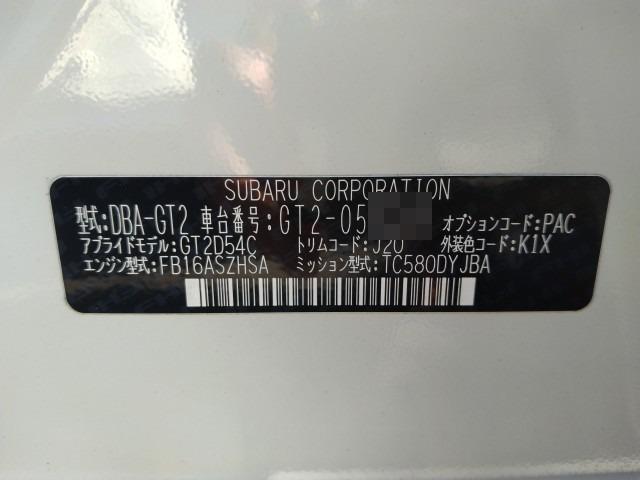 SUBARU CORPORATION
型式:DBA-GT2 車台番号:GT2-05 オプションコード:PAC
アプライドモデル:GT2D54C トリムコード:J20 外装色コード:K1X
エンジン型式:FB16ASZHSA ミッション型式:TC580DYJBA